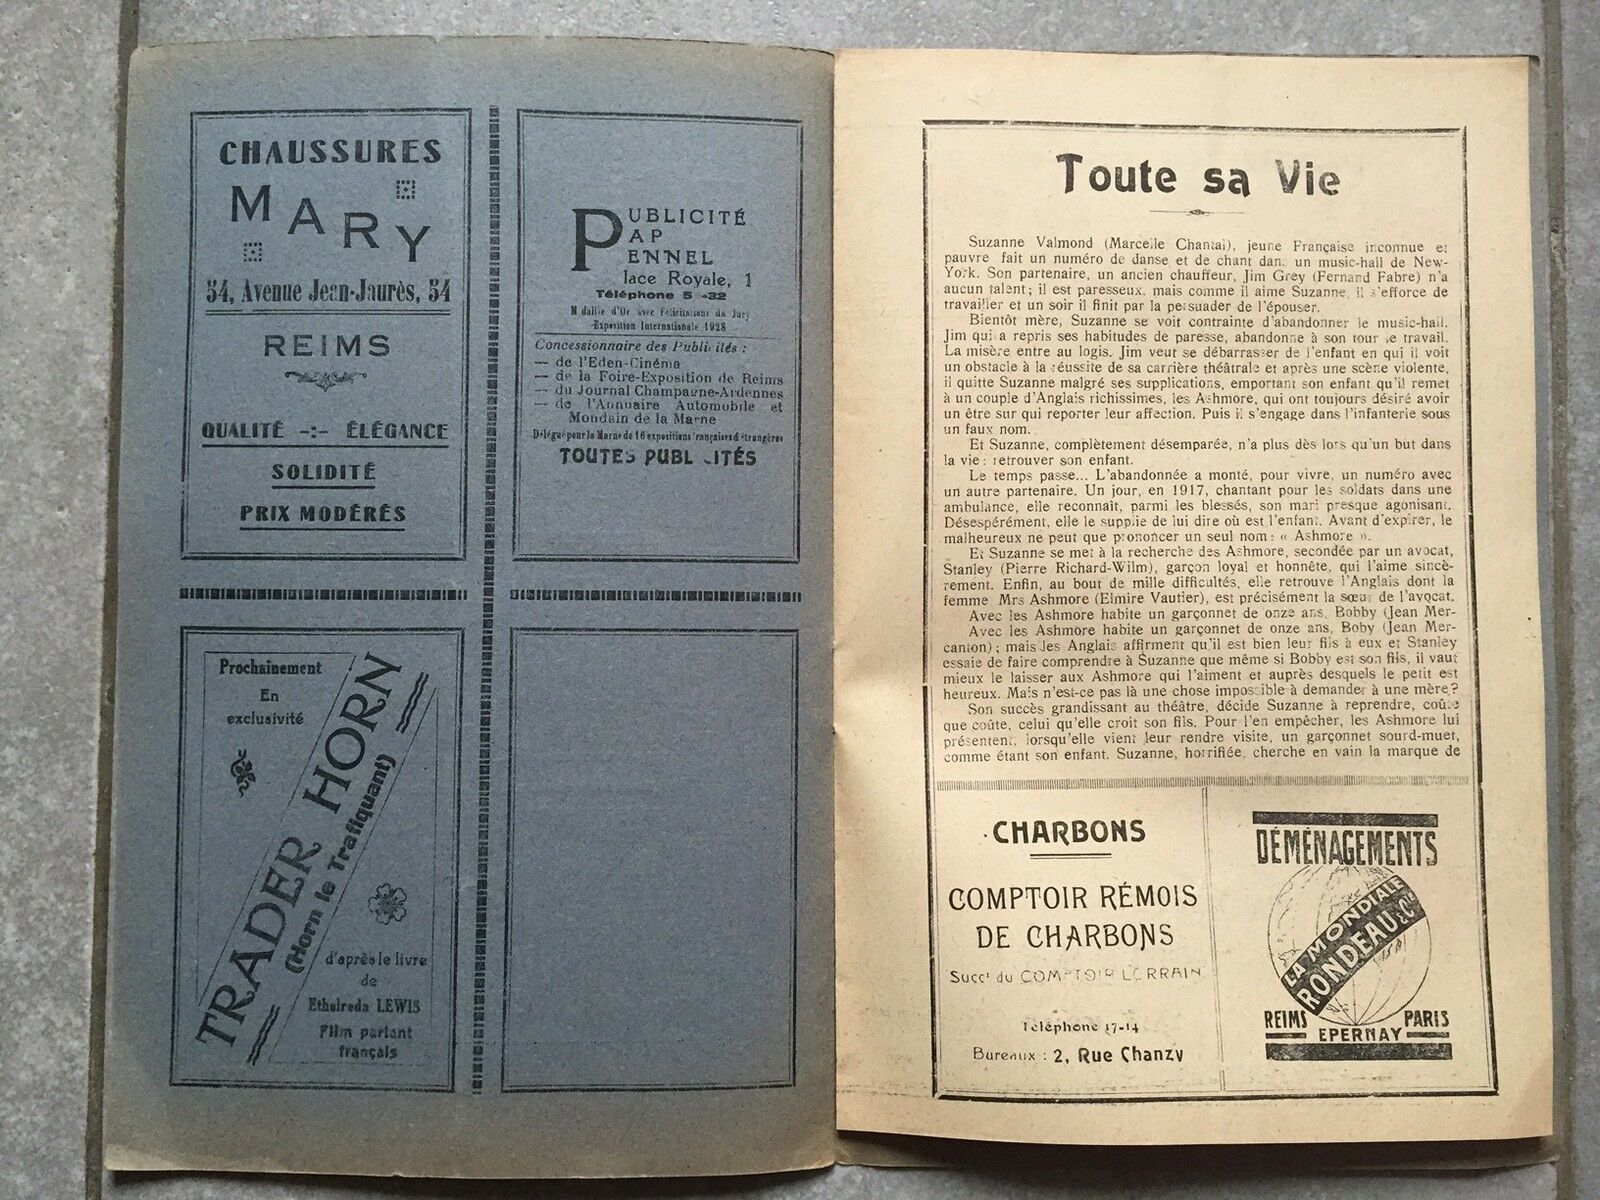 CHAUSSURES
MARY
54, Avenue Jean-Jaurès, 54
REIMS
QUALITÉ -:- ÉLÉGANCE
SOLIDITÉ
PRIX MODÉRÉS
PUBLICITÉ
PAP
PENNEL
Place Royale, 1
Téléphone 5 -32
M daille d'Or avec Félicitations du Jury
-Exposition Internationale 1928
Concessionnaire des Publicités :
— de l'Eden-Cinéma
— de la Foire-Exposition de Reims
— du Journal Champagne-Ardennes
— de l'Annuaire Automobile et
Mondain de la Marne
Délégué pour la Marne de 16 expositions françaises & étrangères
TOUTES PUBLICITÉS
Prochainement
En
exclusivité
TRADER HORN
(Horn le Trafiquant)
d'après le livre
de
Ethelreda LEWIS
Film parlant
français
Toute sa Vie
Suzanne Valmond (Marcelle Chantal), jeune Française inconnue et
pauvre fait un numéro de danse et de chant dans un music-hall de New-
York. Son partenaire, un ancien chauffeur, Jim Grey (Fernand Fabre) n'a
aucun talent ; il est paresseux, mais comme il aime Suzanne, il s'efforce de
travailler et un soir il finit par la persuader de l'épouser.
Bientôt mère, Suzanne se voit contrainte d'abandonner le music-hall.
Jim qui a repris ses habitudes de paresse, abandonne à son tour le travail.
La misère entre au logis. Jim veut se débarrasser de l'enfant en qui il voit
un obstacle à la réussite de sa carrière théâtrale et après une scène violente,
il quitte Suzanne malgré ses supplications, emportant son enfant qu'il remet
à un couple d'Anglais richissimes, les Ashmore, qui ont toujours désiré avoir
un être sur qui reporter leur affection. Puis il s'engage dans l'infanterie sous
un faux nom.
Et Suzanne, complètement désemparée, n'a plus dès lors qu'un but dans
la vie : retrouver son enfant.
Le temps passe... L'abandonnée a monté, pour vivre, un numéro avec
un autre partenaire. Un jour, en 1917, chantant pour les soldats dans une
ambulance, elle reconnaît, parmi les blessés, son mari presque agonisant.
Désespérément, elle le supplie de lui dire où est l'enfant. Avant d'expirer, le
malheureux ne peut que prononcer un seul nom : « Ashmore ».
Et Suzanne se met à la recherche des Ashmore, secondée par un avocat,
Stanley (Pierre Richard-Wilm), garçon loyal et honnête, qui l'aime sincè-
rement. Enfin, au bout de mille difficultés, elle retrouve l'Anglais dont la
femme Mrs Ashmore (Elmire Vautier), est précisément la sœur de l'avocat.
Avec les Ashmore habite un garçonnet de onze ans, Bobby (Jean Mer-
Avec les Ashmore habite un garçonnet de onze ans, Boby (Jean Mer-
canton) ; mais les Anglais affirment qu'il est bien leur fils à eux et Stanley
essaie de faire comprendre à Suzanne que même si Bobby est son fils, il vaut
mieux le laisser aux Ashmore qui l'aiment et auprès desquels le petit est
heureux. Mais n'est-ce pas là une chose impossible à demander à une mère ?
Son succès grandissant au théâtre, décide Suzanne à reprendre, coûte
que coûte, celui qu'elle croit son fils. Pour l'en empêcher, les Ashmore lui
présentent, lorsqu'elle vient leur rendre visite, un garçonnet sourd-muet,
comme étant son enfant. Suzanne, horrifiée, cherche en vain la marque de
CHARBONS
COMPTOIR RÉMOIS
DE CHARBONS
Succr du COMPTOIR LORRAIN
Téléphone 17-14
Bureaux : 2, Rue Chanzy
DÉMÉNAGEMENTS
LA MONDIALE
RONDEAU & Cie
REIMS PARIS
EPERNAY